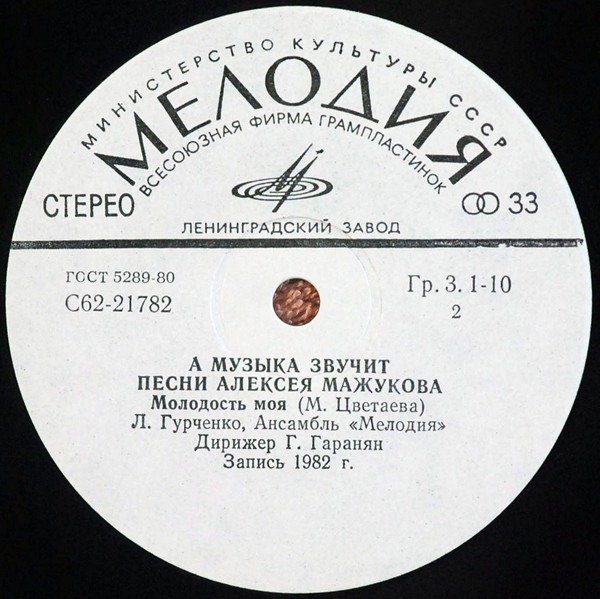 МИНИСТЕРСТВО КУЛЬТУРЫ СССР
МЕЛОДИЯ
ВСЕСОЮЗНАЯ ФИРМА ГРАМПЛАСТИНОК
СТЕРЕО
33
ЛЕНИНГРАДСКИЙ ЗАВОД
ГОСТ 5289-80
С62-21782
Гр. 3. 1-10
2
А МУЗЫКА ЗВУЧИТ
ПЕСНИ АЛЕКСЕЯ МАЖУКОВА
Молодость моя (М. Цветаева)
Л. Гурченко, Ансамбль «Мелодия»
Дирижер Г. Гаранян
Запись 1982 г.